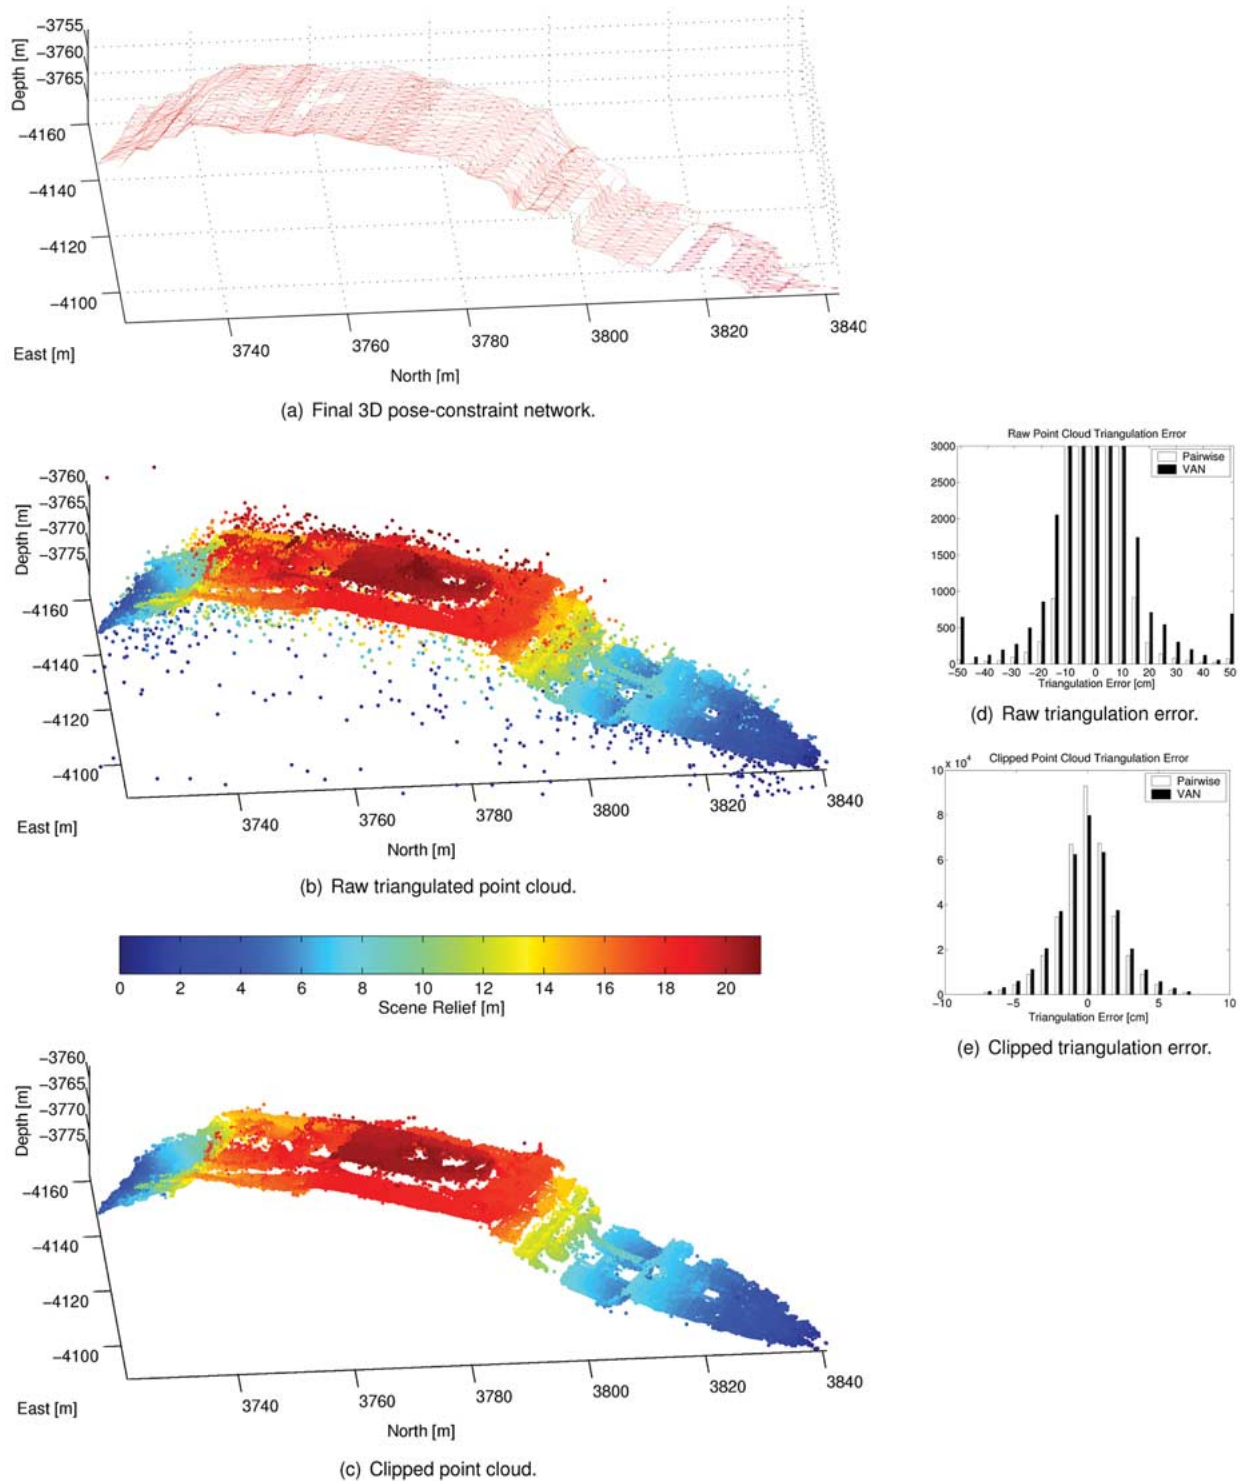 −3755
−3760
−3765
Depth [m]
−4160
−4140
−4120
−4100
East [m]
3740
3760
3780
3800
3820
3840
North [m]
(a) Final 3D pose-constraint network.
−3760
−3765
−3770
−3775
Depth [m]
−4160
−4140
−4120
−4100
East [m]
3740
3760
3780
3800
3820
3840
North [m]
(b) Raw triangulated point cloud.
0 2 4 6 8 10 12 14 16 18 20
Scene Relief [m]
−3760
−3765
−3770
−3775
Depth [m]
−4160
−4140
−4120
−4100
East [m]
3740
3760
3780
3800
3820
3840
North [m]
(c) Clipped point cloud.
Raw Point Cloud Triangulation Error
3000
2500
2000
1500
1000
500
0
Pairwise
VAN
−50 −40 −30 −20 −10 0 10 20 30 40 50
Triangulation Error [cm]
(d) Raw triangulation error.
Clipped Point Cloud Triangulation Error
x 10⁴
10
8
6
4
2
0
Pairwise
VAN
−10 −5 0 5 10
Triangulation Error [cm]
(e) Clipped triangulation error.